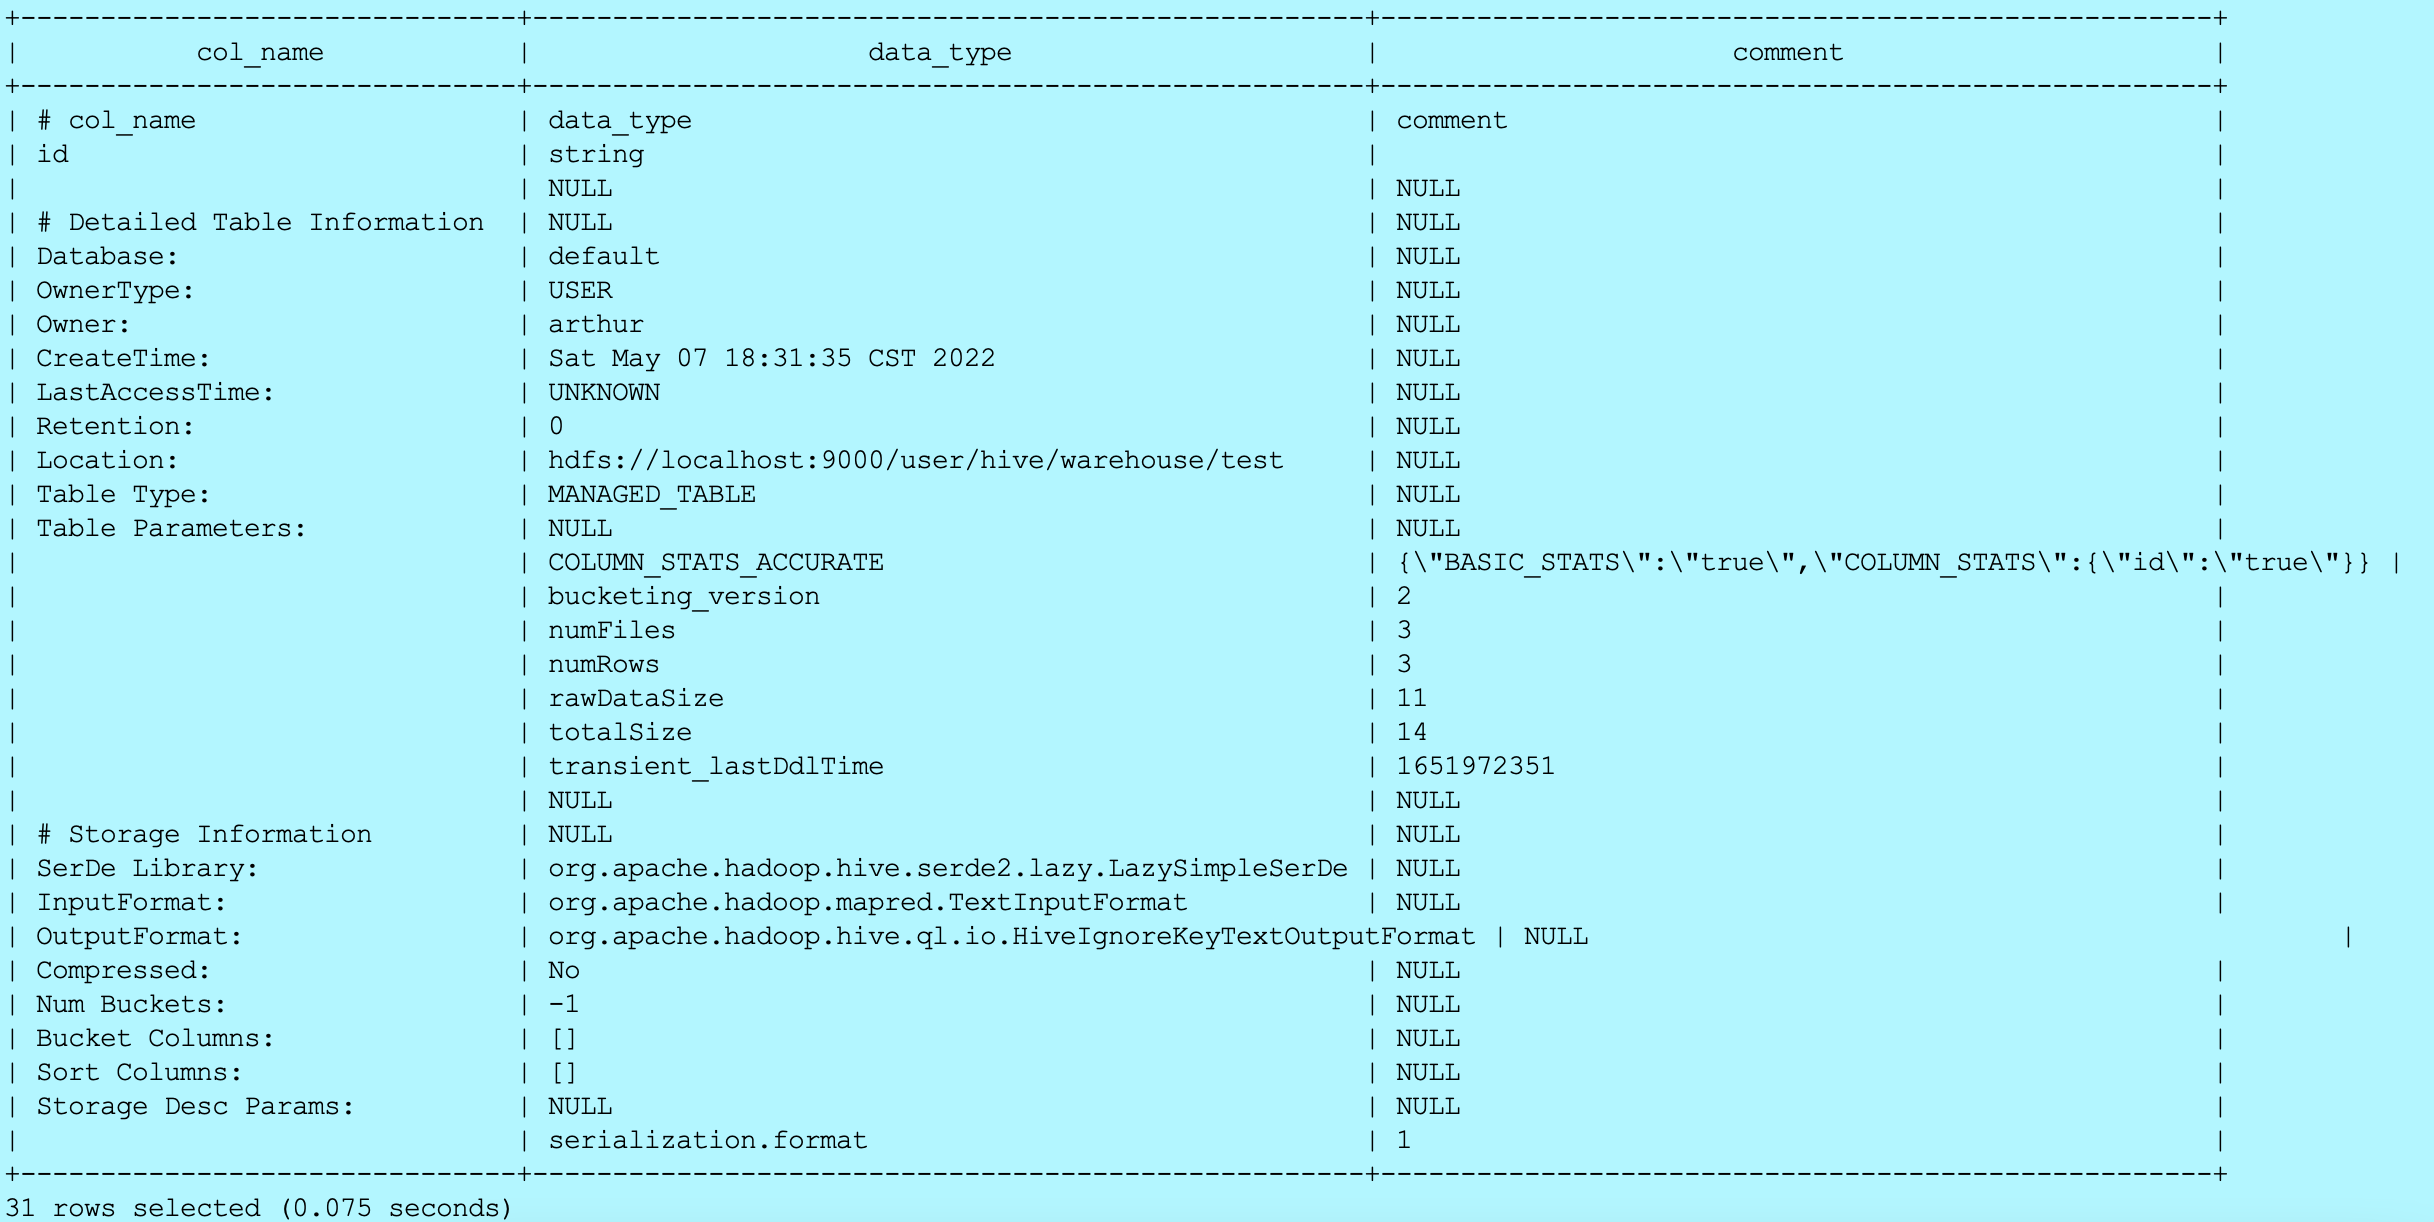 +-------------------------------+----------------------------------------------------+----------------------------------------------------+
| col_name | data_type | comment |
+-------------------------------+----------------------------------------------------+----------------------------------------------------+
| # col_name | data_type | comment |
| id | string | |
| | NULL | NULL |
| # Detailed Table Information | NULL | NULL |
| Database: | default | NULL |
| OwnerType: | USER | NULL |
| Owner: | arthur | NULL |
| CreateTime: | Sat May 07 18:31:35 CST 2022 | NULL |
| LastAccessTime: | UNKNOWN | NULL |
| Retention: | 0 | NULL |
| Location: | hdfs://localhost:9000/user/hive/warehouse/test | NULL |
| Table Type: | MANAGED_TABLE | NULL |
| Table Parameters: | NULL | NULL |
| | COLUMN_STATS_ACCURATE | {\"BASIC_STATS\":\"true\",\"COLUMN_STATS\":{\"id\":\"true\"}} |
| | bucketing_version | 2 |
| | numFiles | 3 |
| | numRows | 3 |
| | rawDataSize | 11 |
| | totalSize | 14 |
| | transient_lastDdlTime | 1651972351 |
| | NULL | NULL |
| # Storage Information | NULL | NULL |
| SerDe Library: | org.apache.hadoop.hive.serde2.lazy.LazySimpleSerDe | NULL |
| InputFormat: | org.apache.hadoop.mapred.TextInputFormat | NULL |
| OutputFormat: | org.apache.hadoop.hive.ql.io.HiveIgnoreKeyTextOutputFormat | NULL |
| Compressed: | No | NULL |
| Num Buckets: | -1 | NULL |
| Bucket Columns: | [] | NULL |
| Sort Columns: | [] | NULL |
| Storage Desc Params: | NULL | NULL |
| | serialization.format | 1 |
+-------------------------------+----------------------------------------------------+----------------------------------------------------+
31 rows selected (0.075 seconds)